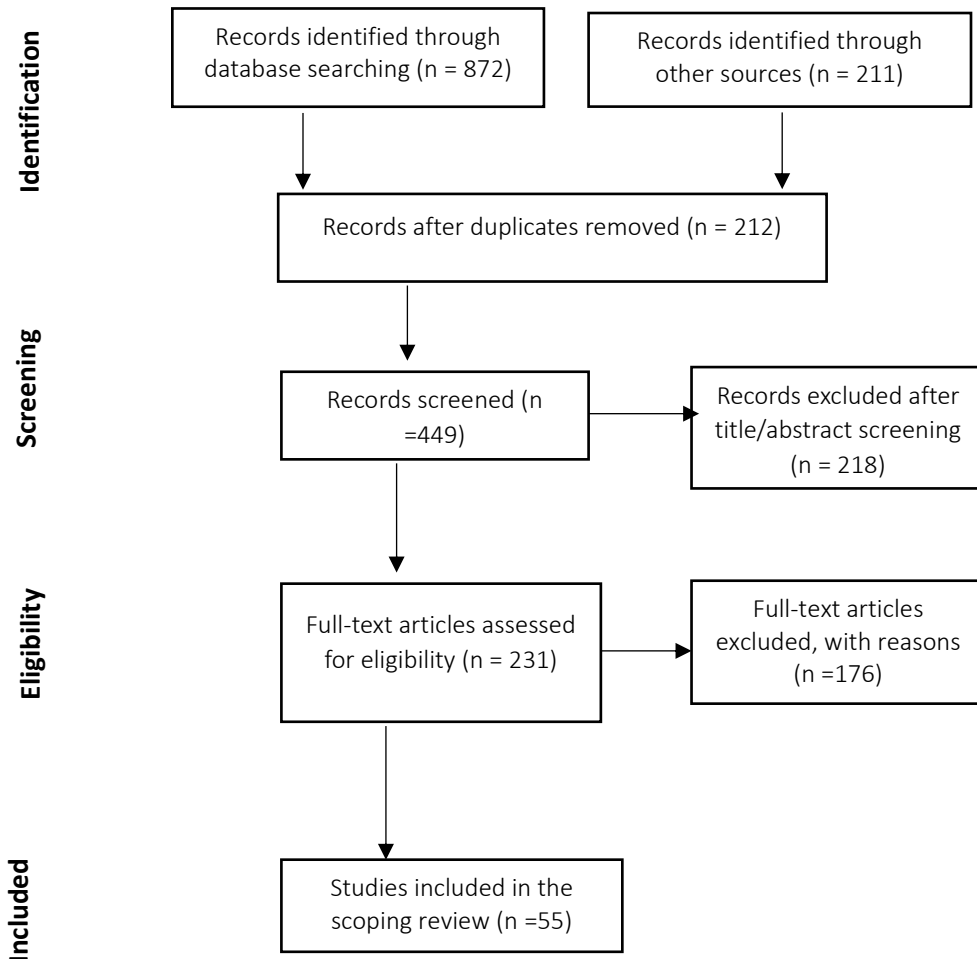 Identification
Records identified through
database searching (n = 872)
Records identified through
other sources (n = 211)
Records after duplicates removed (n = 212)
Screening
Records screened (n
=449)
Records excluded after
title/abstract screening
(n = 218)
Eligibility
Full-text articles assessed
for eligibility (n = 231)
Full-text articles
excluded, with reasons
(n =176)
Included
Studies included in the
scoping review (n =55)